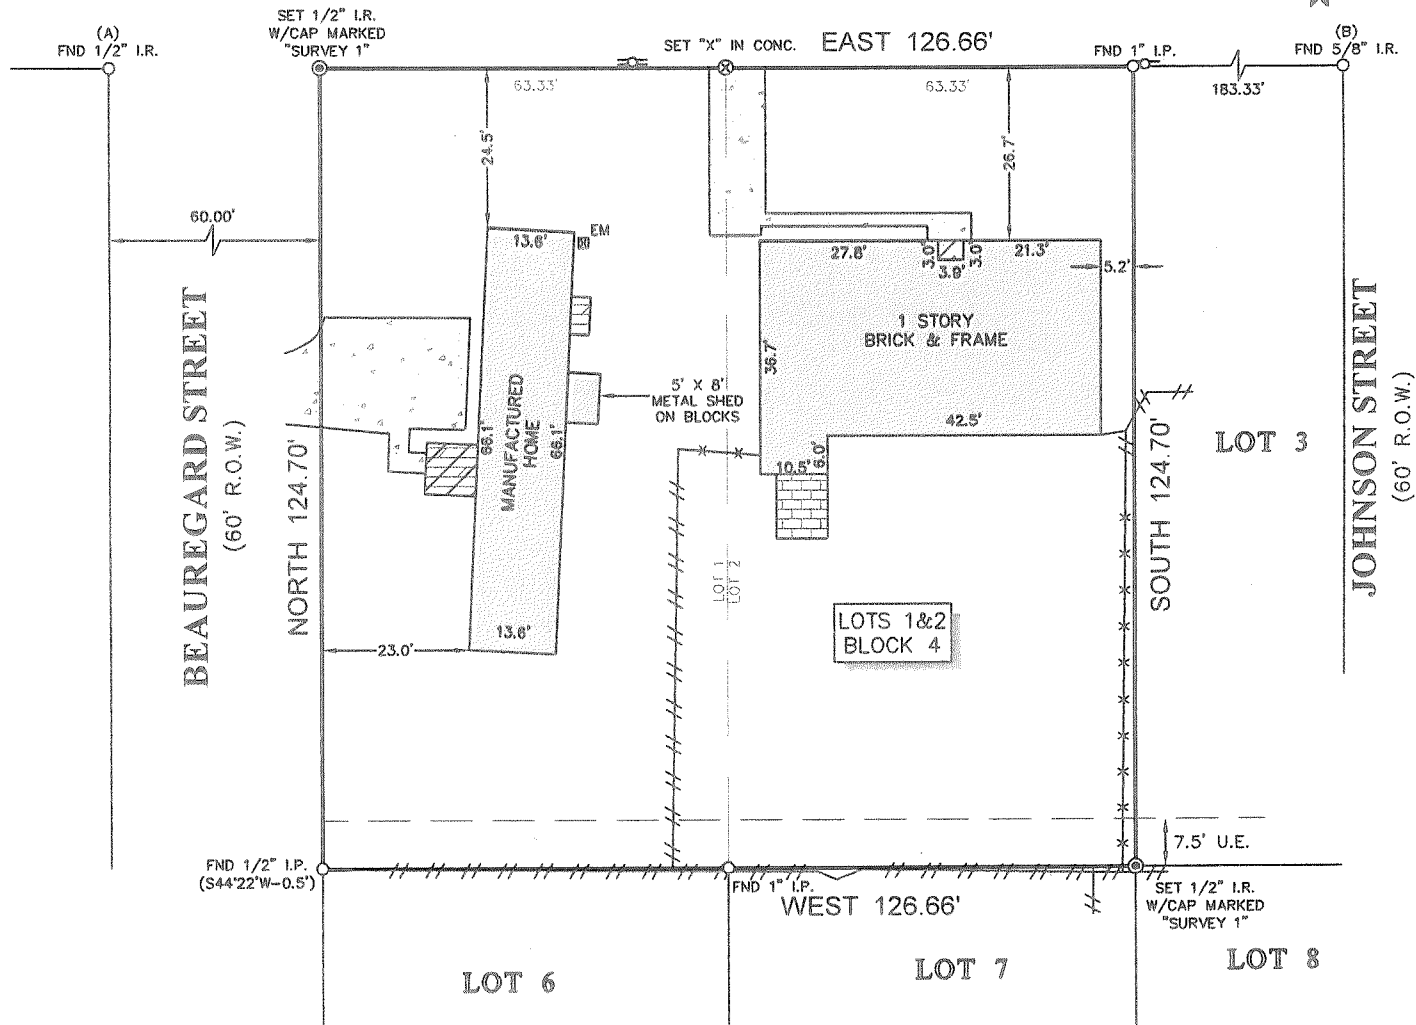 (A)
FND 1/2" I.R.
SET 1/2" I.R.
W/CAP MARKED
"SURVEY 1"
SET "X" IN CONC.
EAST 126.66'
FND 1" I.P.
(B)
FND 5/8" I.R.
63.33'
63.33'
183.33'
24.5'
26.7'
60.00'
13.6'
EM
27.8'
3.0'
3.9'
3.0'
21.3'
5.2'
1 STORY
BRICK & FRAME
36.7'
5' X 8'
METAL SHED
ON BLOCKS
MANUFACTURED
HOME
66.1'
66.1'
42.5'
10.5'
6.0'
BEAUREGARD STREET
(60' R.O.W.)
NORTH 124.70'
LOT 1
LOT 2
SOUTH 124.70'
LOT 3
JOHNSON STREET
(60' R.O.W.)
LOTS 1&2
BLOCK 4
13.6'
23.0'
7.5' U.E.
FND 1/2" I.P.
(S44°22'W-0.5')
FND 1" I.P.
WEST 126.66'
SET 1/2" I.R.
W/CAP MARKED
"SURVEY 1"
LOT 6
LOT 7
LOT 8